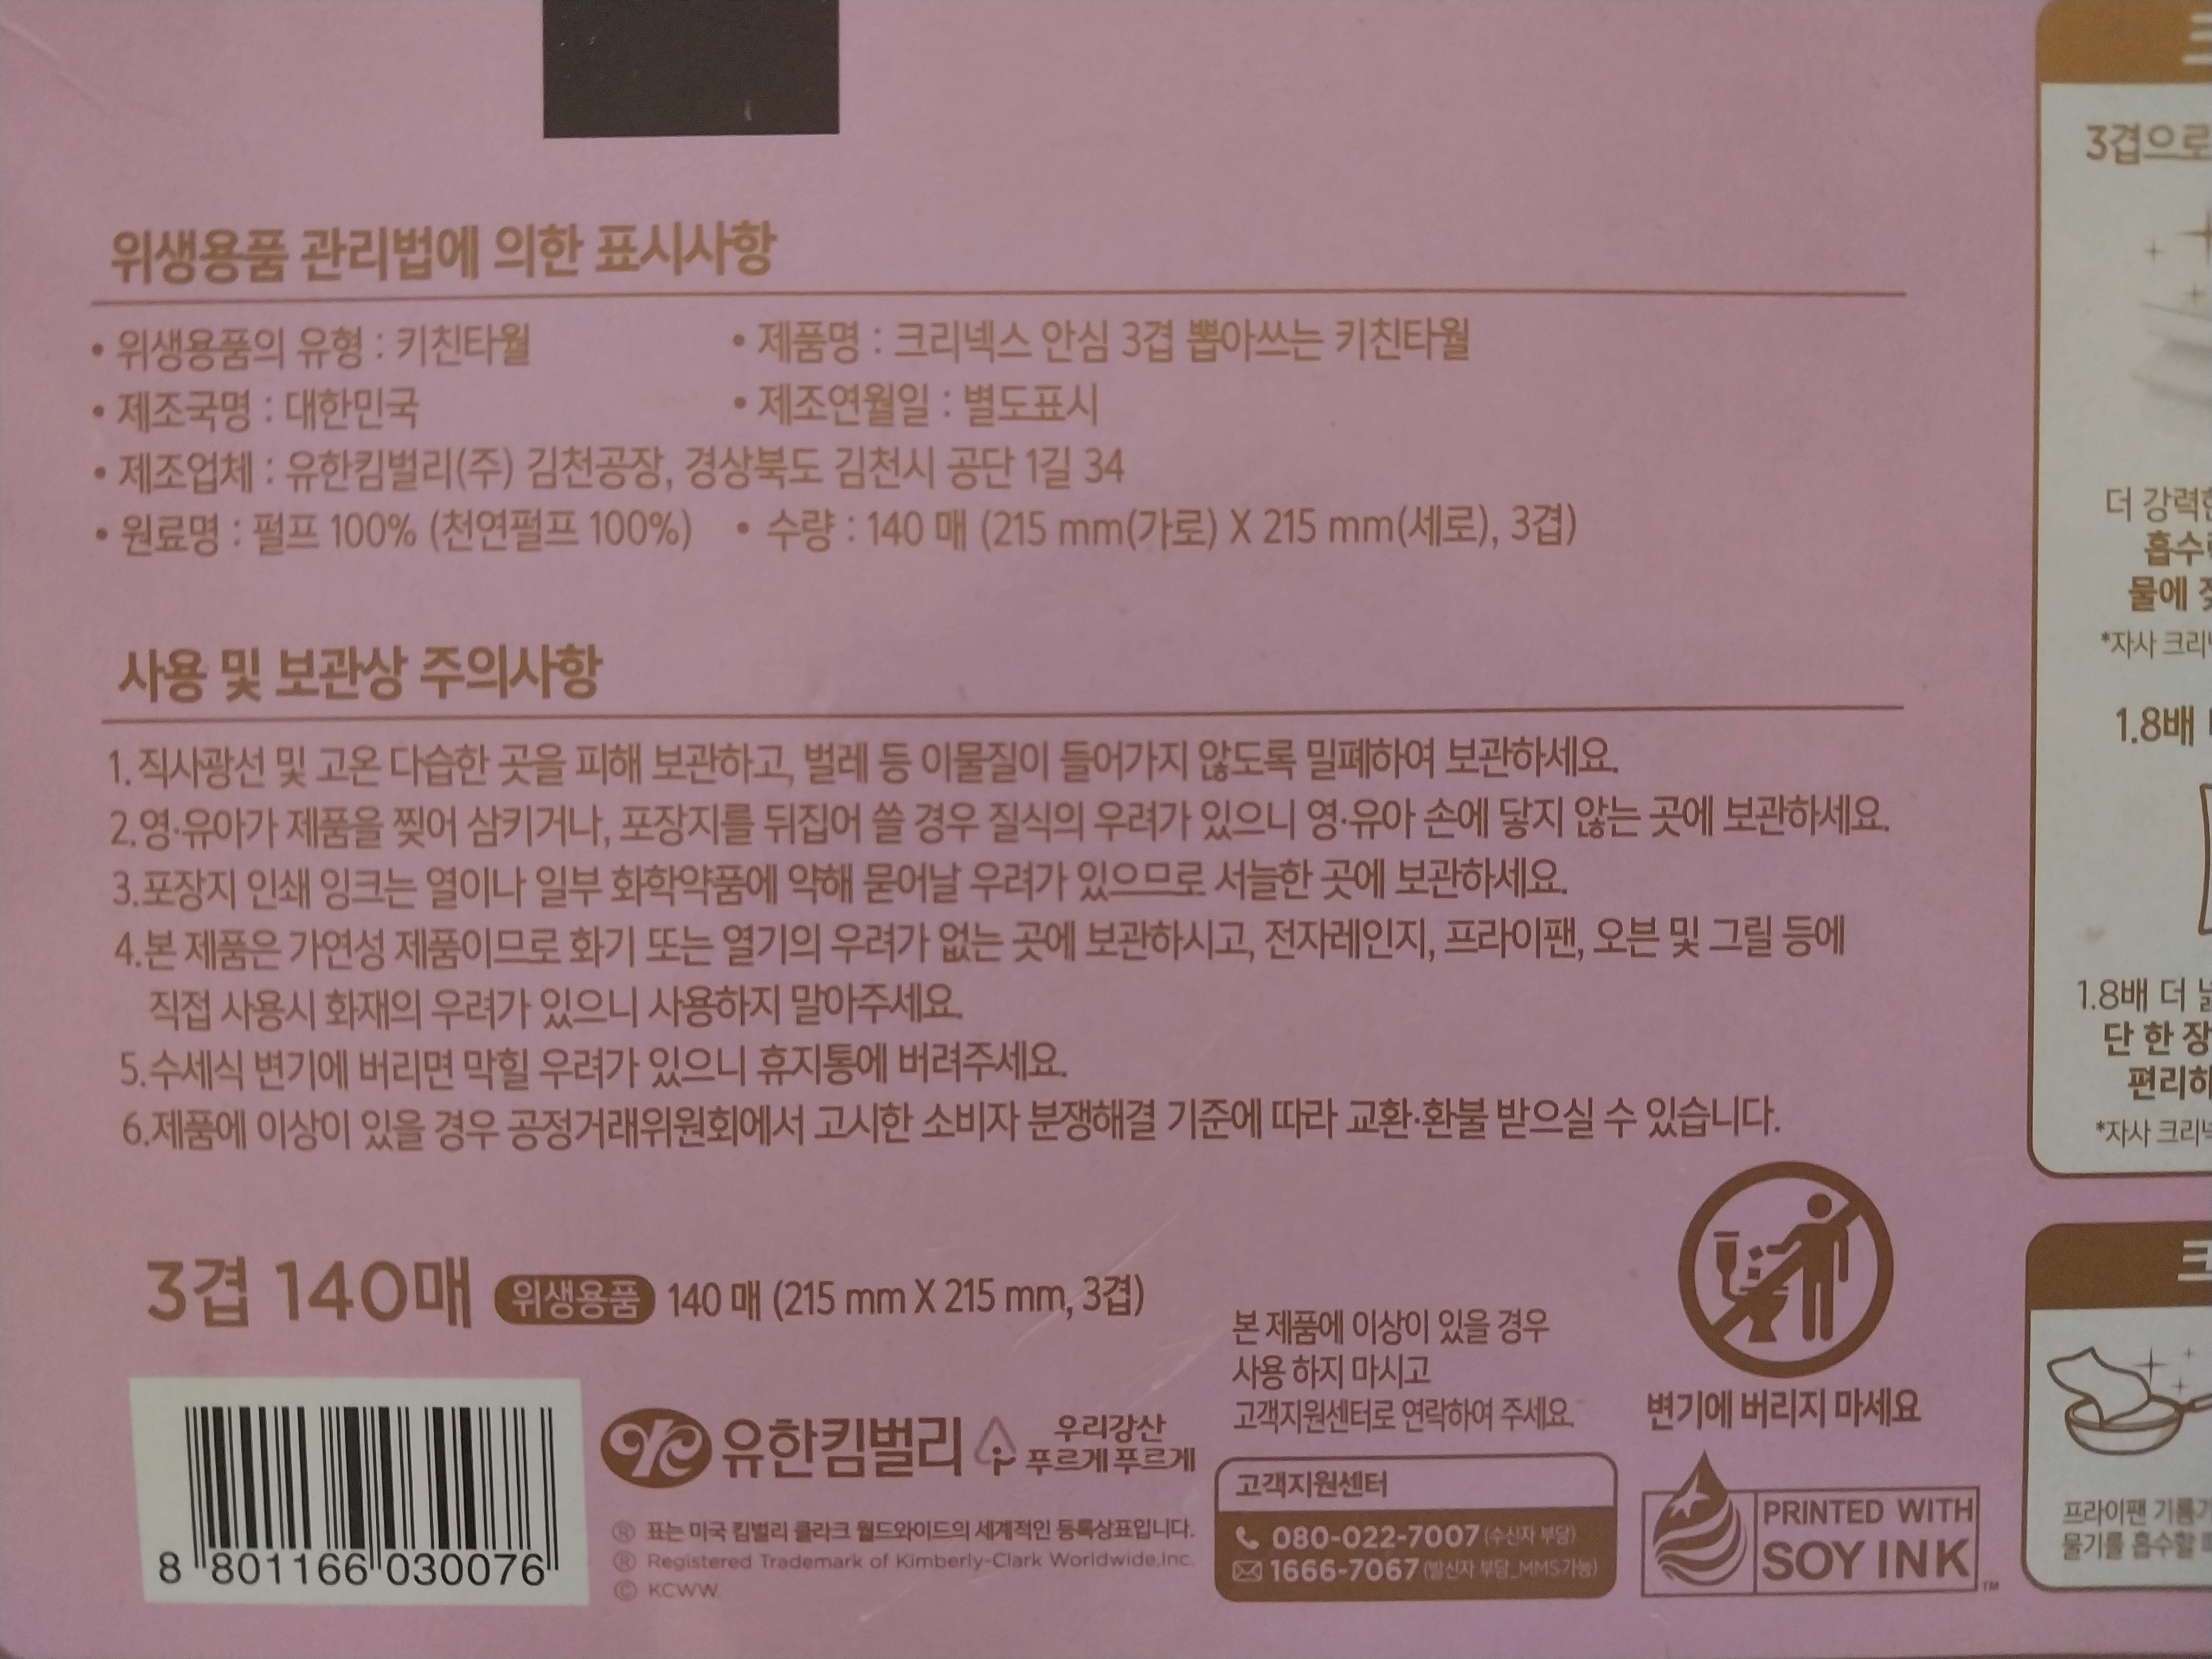 위생용품 관리법에 의한 표시사항
• 위생용품의 유형 : 키친타월
• 제품명 : 크리넥스 안심 3겹 뽑아쓰는 키친타월
• 제조국명 : 대한민국
• 제조연월일 : 별도표시
• 제조업체 : 유한킴벌리(주) 김천공장, 경상북도 김천시 공단 1길 34
• 원료명 : 펄프 100% (천연펄프 100%)
• 수량 : 140 매 (215 mm(가로) X 215 mm(세로), 3겹)
사용 및 보관상 주의사항
1. 직사광선 및 고온 다습한 곳을 피해 보관하고, 벌레 등 이물질이 들어가지 않도록 밀폐하여 보관하세요.
2.영·유아가 제품을 찢어 삼키거나, 포장지를 뒤집어 쓸 경우 질식의 우려가 있으니 영·유아 손에 닿지 않는 곳에 보관하세요.
3.포장지 인쇄 잉크는 열이나 일부 화학약품에 약해 묻어날 우려가 있으므로 서늘한 곳에 보관하세요.
4.본 제품은 가연성 제품이므로 화기 또는 열기의 우려가 없는 곳에 보관하시고, 전자레인지, 프라이팬, 오븐 및 그릴 등에
직접 사용시 화재의 우려가 있으니 사용하지 말아주세요.
5.수세식 변기에 버리면 막힐 우려가 있으니 휴지통에 버려주세요.
6.제품에 이상이 있을 경우 공정거래위원회에서 고시한 소비자 분쟁해결 기준에 따라 교환·환불 받으실 수 있습니다.
3겹 140매 위생용품 140 매 (215 mm X 215 mm, 3겹)
8 801166 030076
유한킴벌리
우리강산
푸르게 푸르게
® 표는 미국 킴벌리 클라크 월드와이드의 세계적인 등록상표입니다.
® Registered Trademark of Kimberly-Clark Worldwide,Inc.
© KCWW.
본 제품에 이상이 있을 경우
사용 하지 마시고
고객지원센터로 연락하여 주세요.
고객지원센터
080-022-7007 (수신자 부담)
1666-7067 (발신자 부담_MMS가능)
변기에 버리지 마세요
PRINTED WITH
SOY INK ™
3겹으로
더 강력한
흡수
물에
*자사 크리넥
1.8배
1.8배 더
단 한 장
편리하
*자사 크리넥
프라이팬 기름
물기를 흡수할